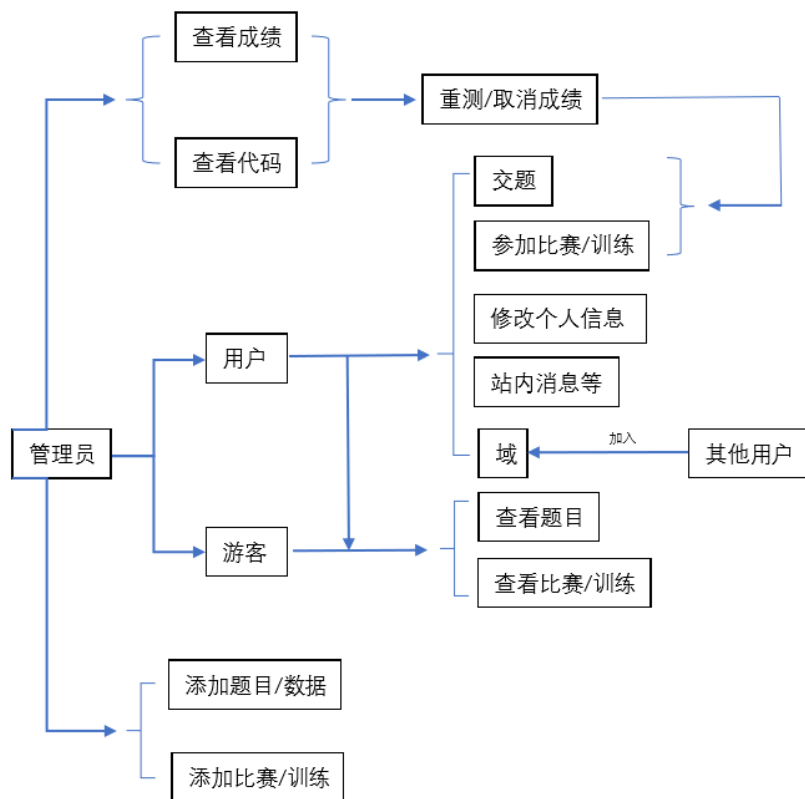 查看成绩
重测/取消成绩
查看代码
交题
参加比赛/训练
修改个人信息
用户
站内消息等
管理员
域
加入
其他用户
查看题目
游客
查看比赛/训练
添加题目/数据
添加比赛/训练